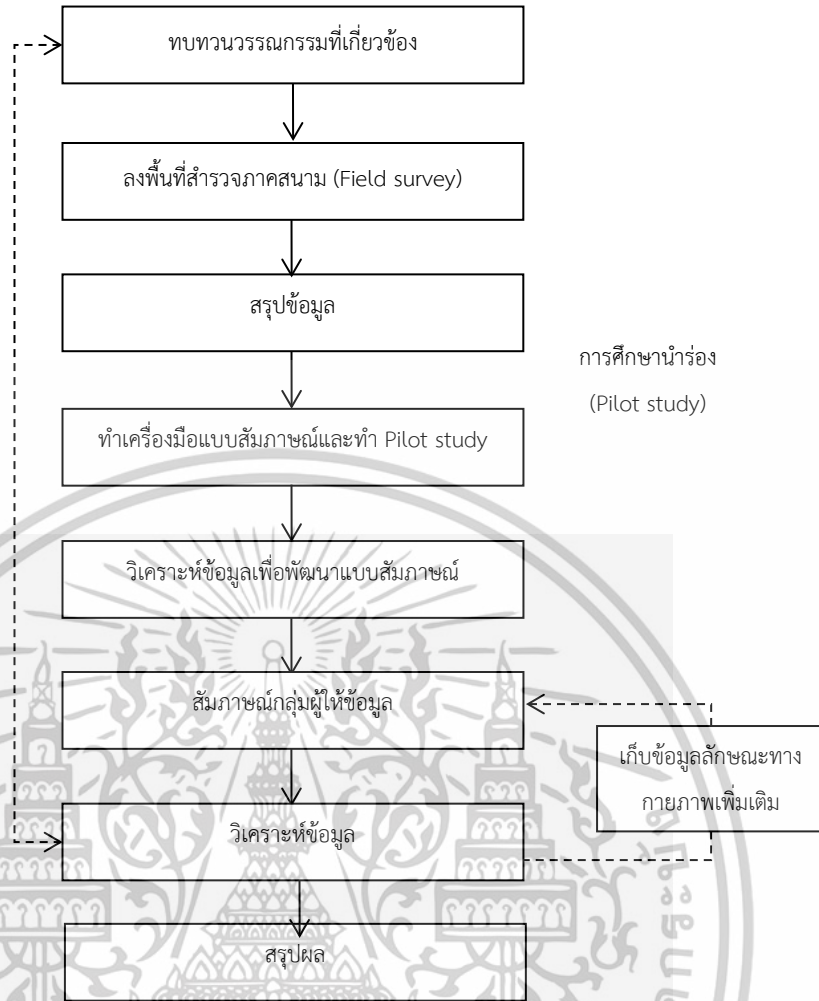 ทบทวนวรรณกรรมที่เกี่ยวข้อง
ลงพื้นที่สำรวจภาคสนาม (Field survey)
สรุปข้อมูล
การศึกษานำร่อง
(Pilot study)
ทำเครื่องมือแบบสัมภาษณ์และทำ Pilot study
วิเคราะห์ข้อมูลเพื่อพัฒนาแบบสัมภาษณ์
สัมภาษณ์กลุ่มผู้ให้ข้อมูล
เก็บข้อมูลลักษณะทาง
กายภาพเพิ่มเติม
วิเคราะห์ข้อมูล
สรุปผล